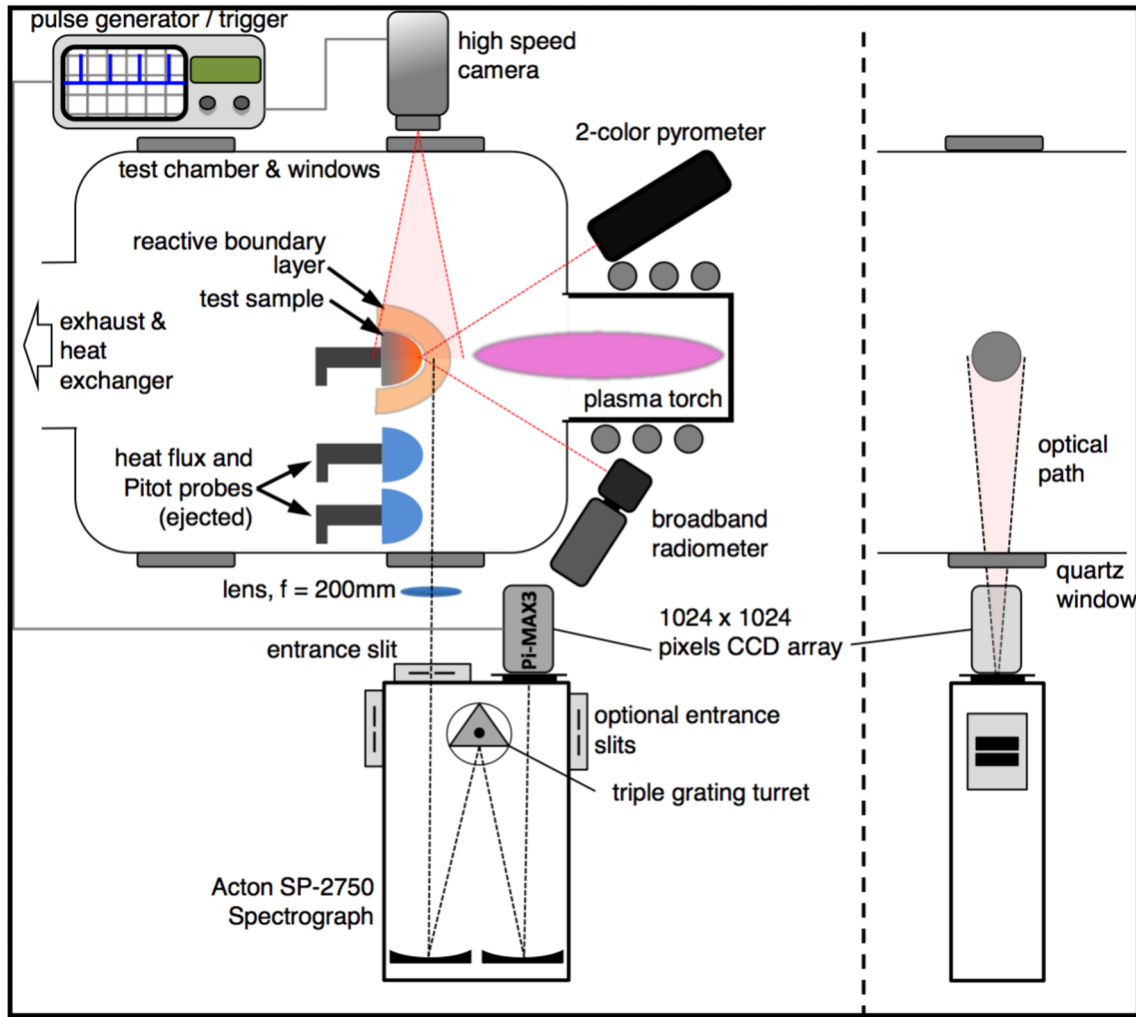 pulse generator / trigger
high speed
camera
2-color pyrometer
test chamber & windows
reactive boundary
layer
test sample
exhaust &
heat
exchanger
plasma torch
heat flux and
Pitot probes
(ejected)
broadband
radiometer
optical
path
lens, f = 200mm
quartz
window
Pi-MAX3
1024 x 1024
pixels CCD array
entrance slit
optional entrance
slits
triple grating turret
Acton SP-2750
Spectrograph